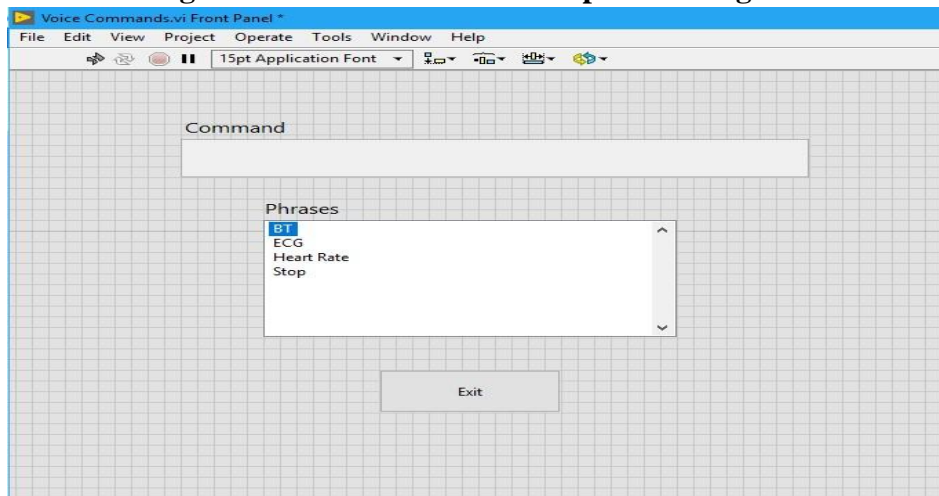 Voice Commands.vi Front Panel *
File Edit View Project Operate Tools Window Help
15pt Application Font
Command
Phrases
BT
ECG
Heart Rate
Stop
Exit